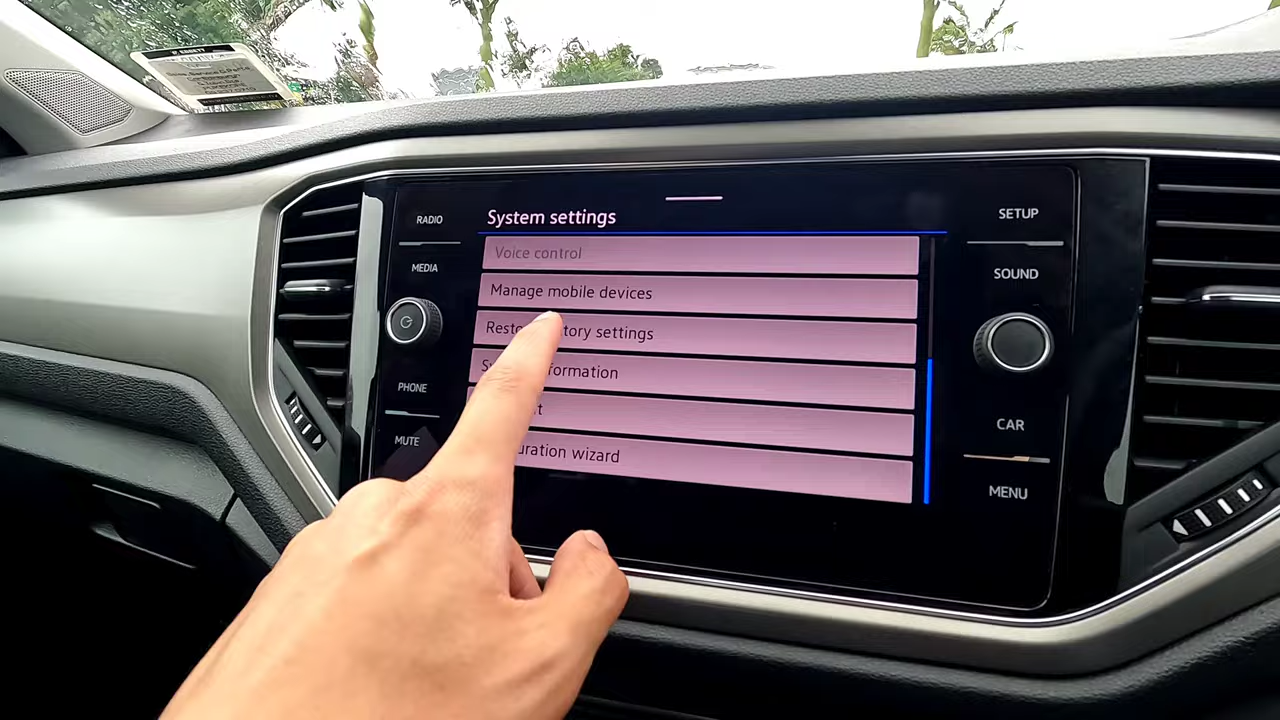 RADIO
MEDIA
PHONE
MUTE
System settings
Voice control
Manage mobile devices
Resto tory settings
S ormation
t
uration wizard
SETUP
SOUND
CAR
MENU